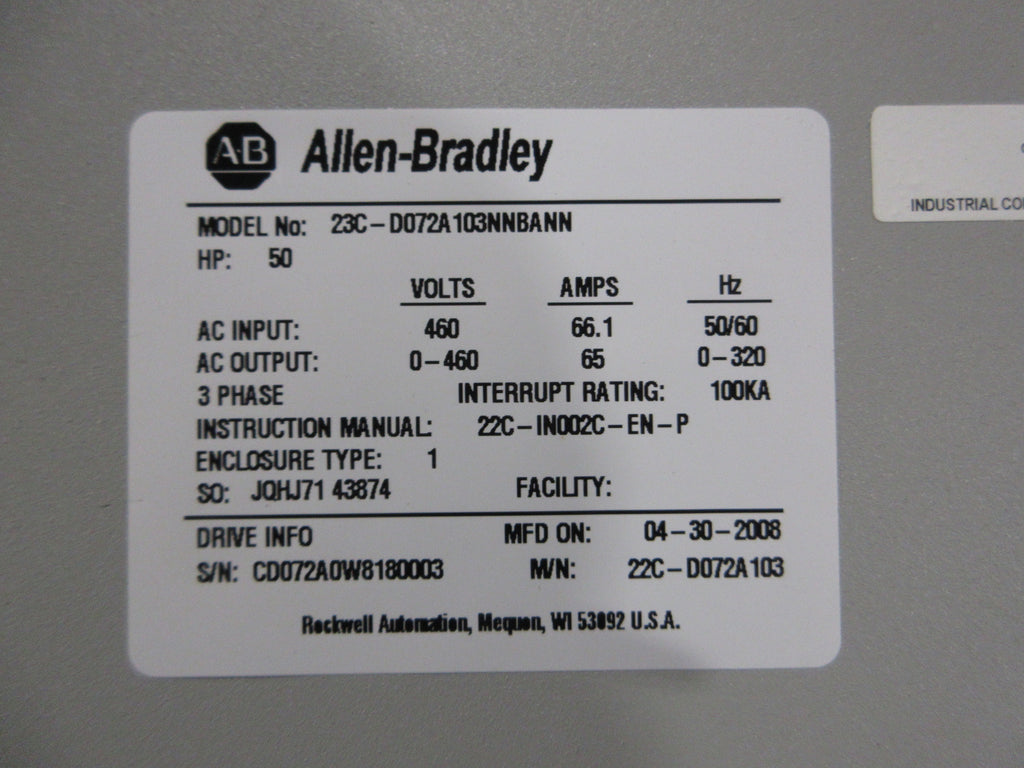 AB Allen-Bradley
MODEL No: 23C-D072A103NNBANN
HP: 50
VOLTS AMPS Hz
AC INPUT: 460 66.1 50/60
AC OUTPUT: 0-460 65 0-320
3 PHASE INTERRUPT RATING: 100KA
INSTRUCTION MANUAL: 22C-IN002C-EN-P
ENCLOSURE TYPE: 1
SO: JQHJ71 43874 FACILITY:
DRIVE INFO MFD ON: 04-30-2008
S/N: CD072A0W8180003 M/N: 22C-D072A103
Rockwell Automation, Mequon, WI 53092 U.S.A.
INDUSTRIAL